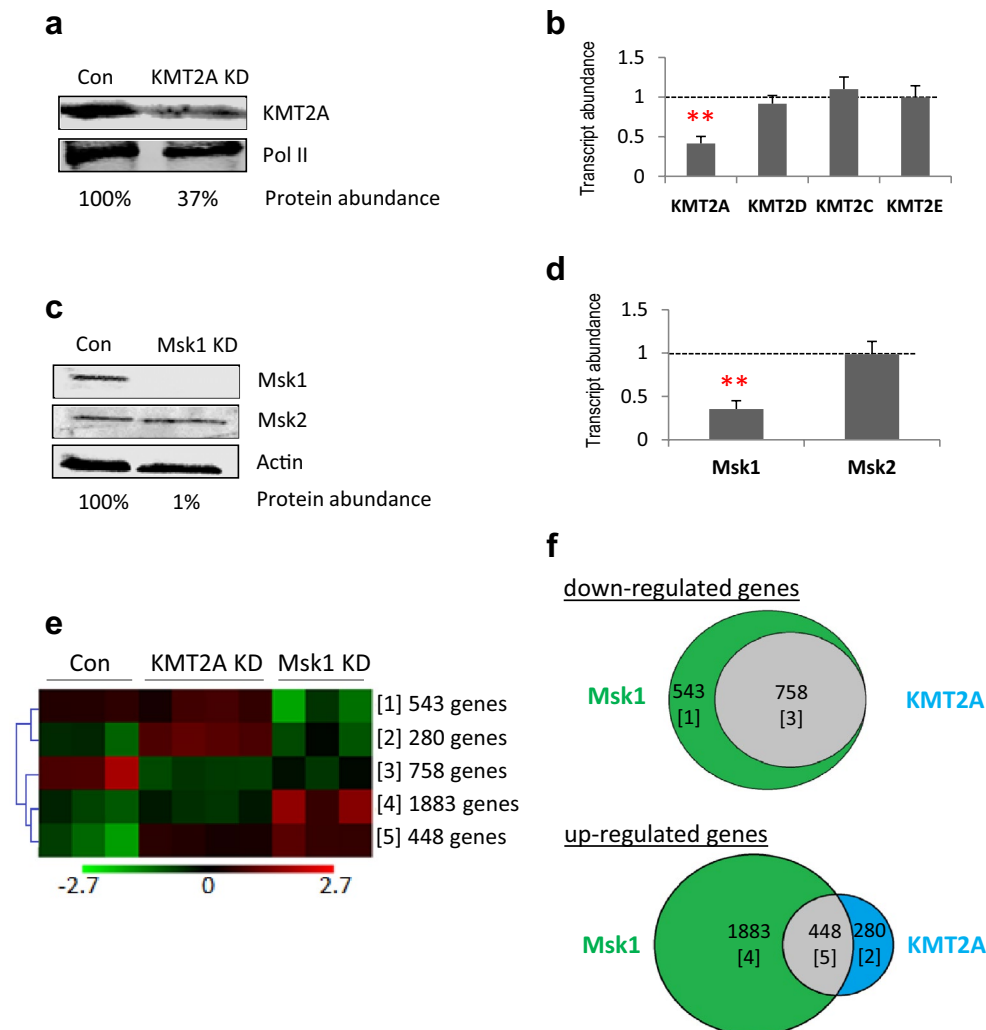 a
Con KMT2A KD
KMT2A
Pol II
100% 37% Protein abundance
b
Transcript abundance
1.5
1
0.5
0
**
KMT2A KMT2D KMT2C KMT2E
c
Con Msk1 KD
Msk1
Msk2
Actin
100% 1% Protein abundance
d
Transcript abundance
1.5
1
0.5
0
**
Msk1 Msk2
e
Con KMT2A KD Msk1 KD
[1] 543 genes
[2] 280 genes
[3] 758 genes
[4] 1883 genes
[5] 448 genes
-2.7 0 2.7
f
down-regulated genes
Msk1 543 758 KMT2A
[1] [3]
up-regulated genes
Msk1 1883 448 280 KMT2A
[4] [5] [2]